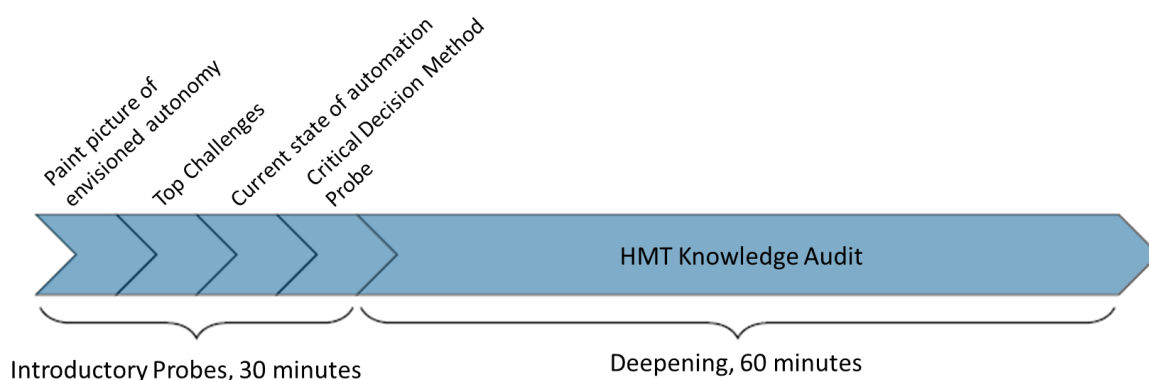 Paint picture of
envisioned autonomy
Top Challenges
Current state of automation
Critical Decision Method
Probe
HMT Knowledge Audit
Introductory Probes, 30 minutes
Deepening, 60 minutes